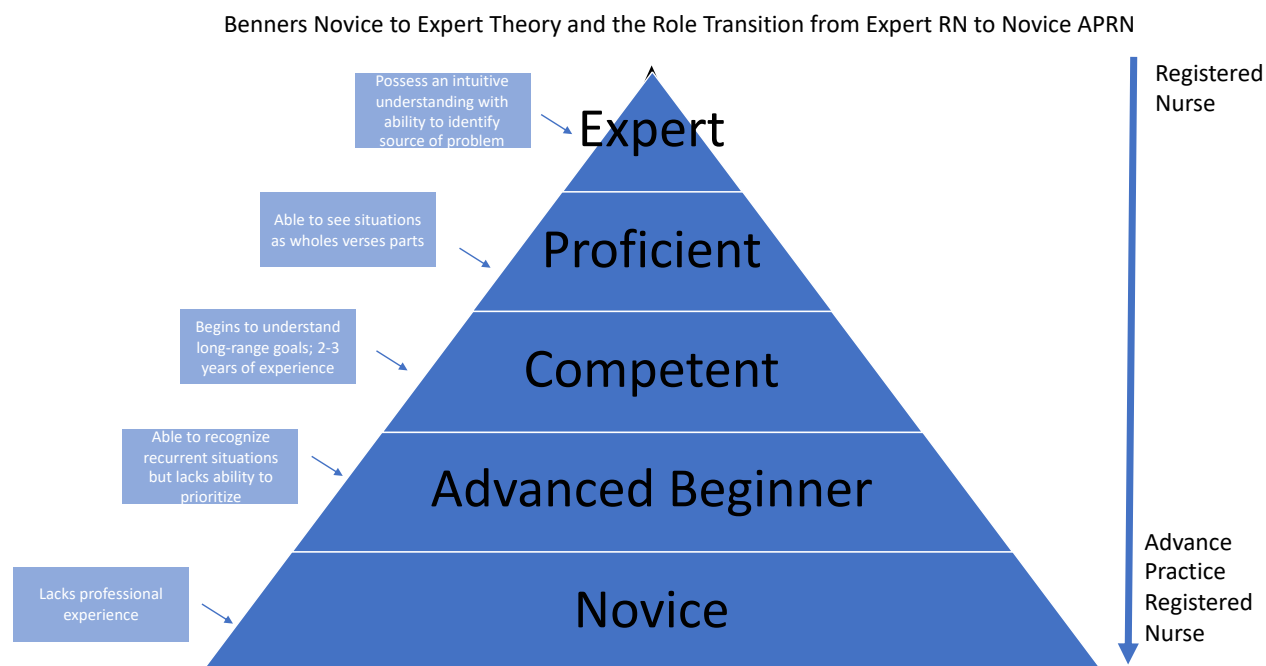 Benners Novice to Expert Theory and the Role Transition from Expert RN to Novice APRN
Possess an intuitive
understanding with
ability to identify
source of problem
Expert
Registered
Nurse
Able to see situations
as wholes verses parts
Proficient
Begins to understand
long-range goals; 2-3
years of experience
Competent
Able to recognize
recurrent situations
but lacks ability to
prioritize
Advanced Beginner
Advance
Practice
Registered
Nurse
Lacks professional
experience
Novice